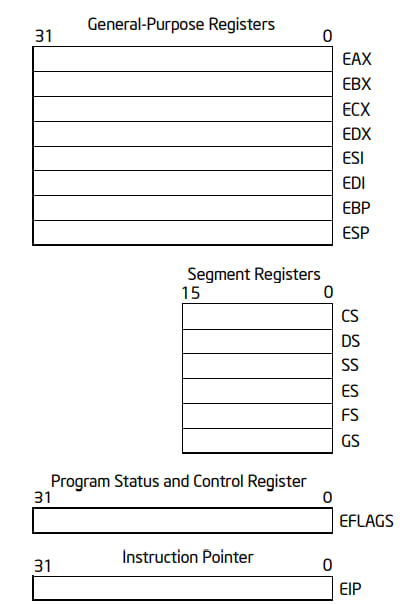 General-Purpose Registers
31 0
EAX
EBX
ECX
EDX
ESI
EDI
EBP
ESP
Segment Registers
15 0
CS
DS
SS
ES
FS
GS
Program Status and Control Register
31 0
EFLAGS
Instruction Pointer
31 0
EIP